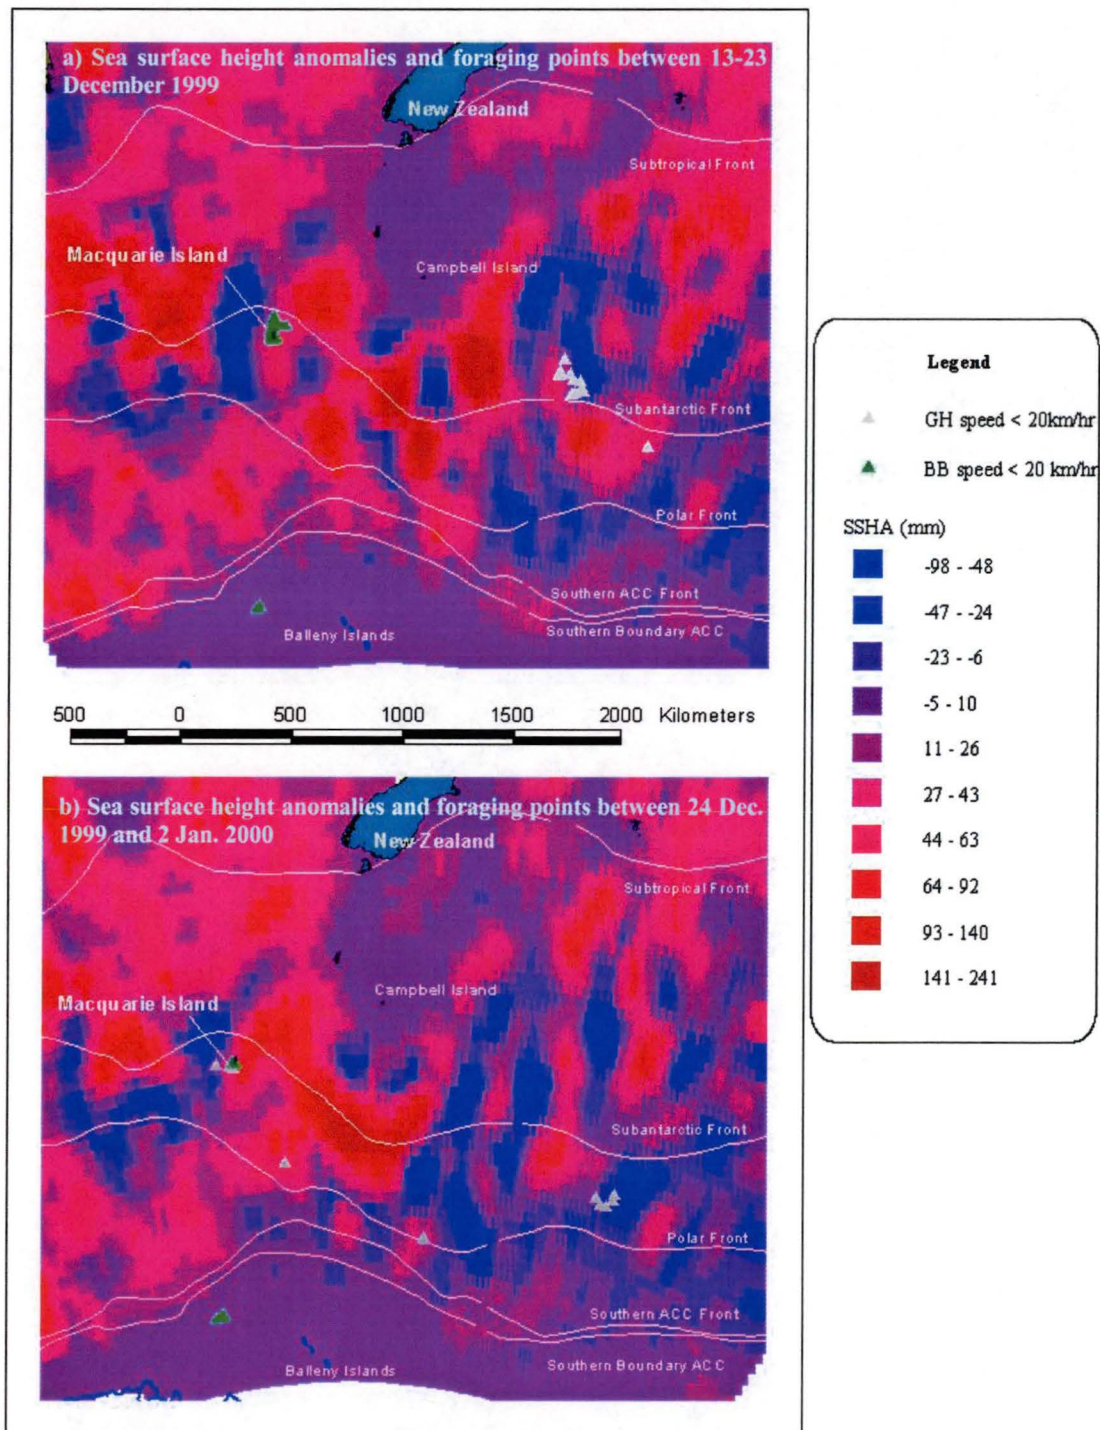 a) Sea surface height anomalies and foraging points between 13-23
December 1999
New Zealand
Subtropical Front
Macquarie Island
Campbell Island
Subantarctic Front
Polar Front
Southern ACC Front
Southern Boundary ACC
Balleny Islands
500 0 500 1000 1500 2000 Kilometers
b) Sea surface height anomalies and foraging points between 24 Dec.
1999 and 2 Jan. 2000
New Zealand
Subtropical Front
Campbell Island
Macquarie Island
Subantarctic Front
Polar Front
Southern ACC Front
Southern Boundary ACC
Balleny Islands
Legend
GH speed < 20km/hr
BB speed < 20 km/hr
SSHA (mm)
-98 - -48
-47 - -24
-23 - -6
-5 - 10
11 - 26
27 - 43
44 - 63
64 - 92
93 - 140
141 - 241